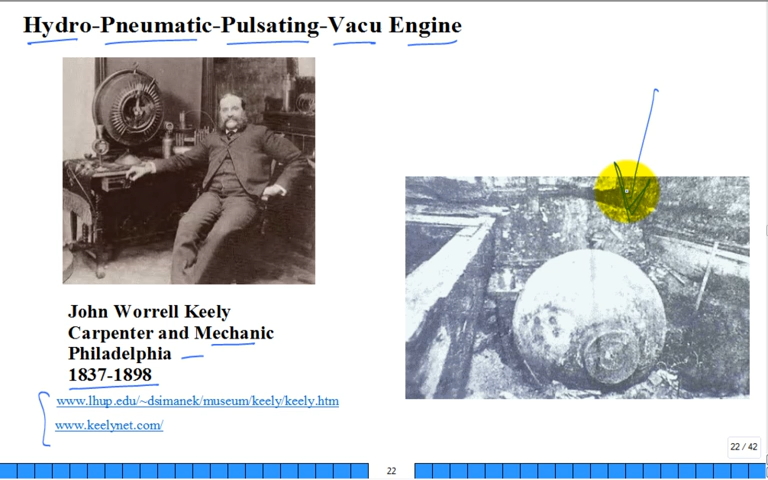 Hydro-Pneumatic-Pulsating-Vacu Engine
John Worrell Keely
Carpenter and Mechanic
Philadelphia
1837-1898
www.lhup.edu/~dsimanek/museum/keely/keely.htm
www.keelynet.com/
22 / 42
22